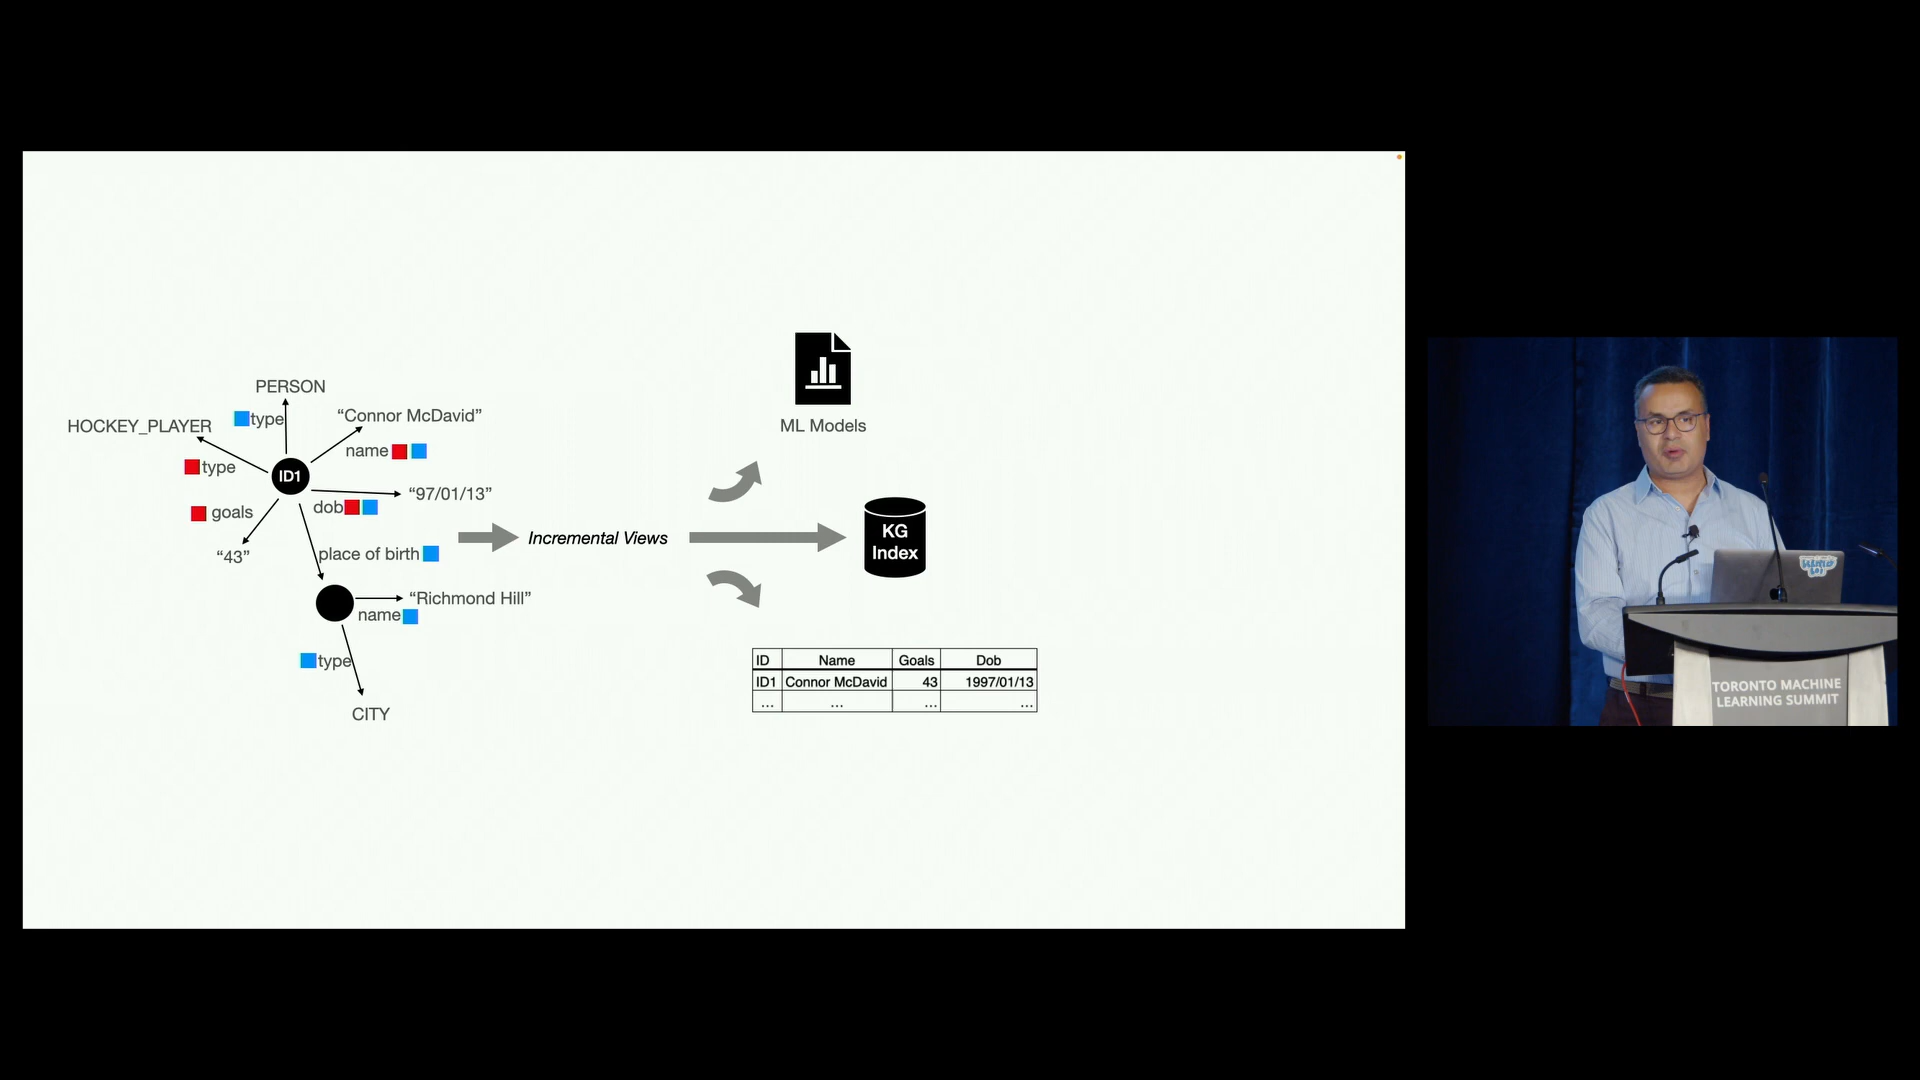 PERSON
type
HOCKEY_PLAYER
“Connor McDavid”
name
type
ID1
“97/01/13”
dob
goals
“43”
place of birth
“Richmond Hill”
name
type
CITY
Incremental Views
ML Models
KG
Index
ID Name Goals Dob
ID1 Connor McDavid 43 1997/01/13
... ... ... ...
TORONTO MACHINE
LEARNING SUMMIT